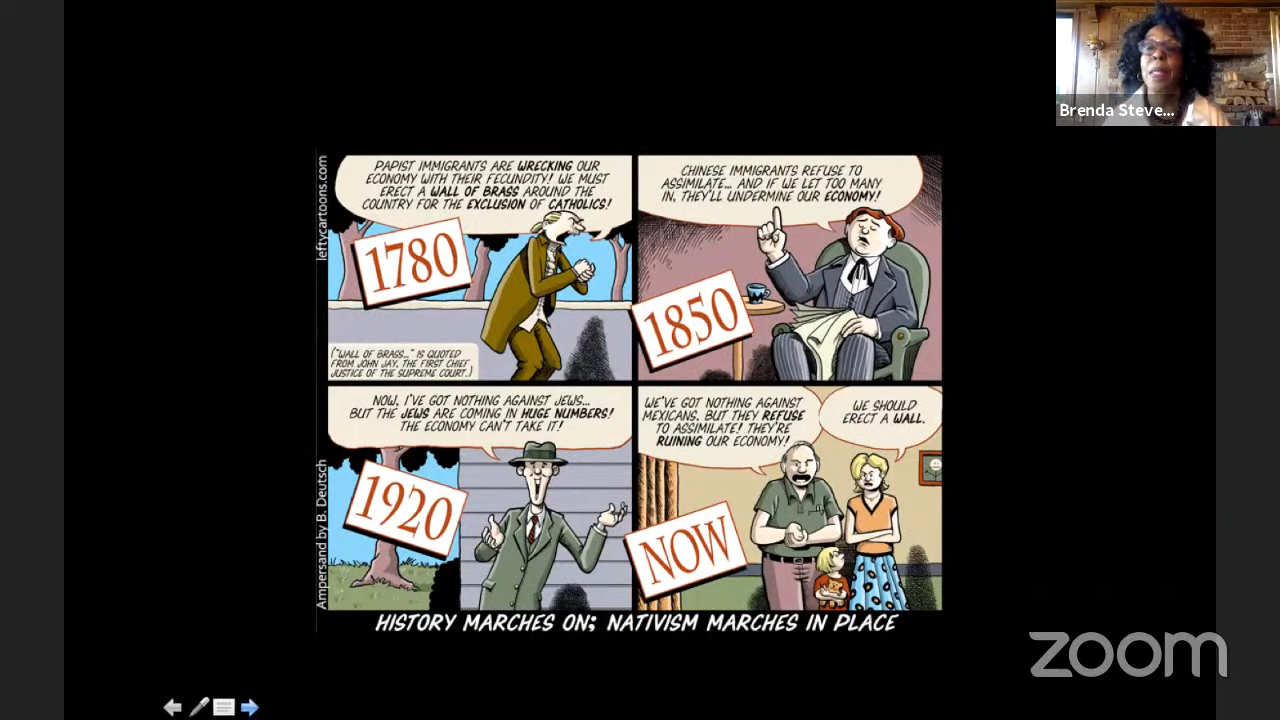 Brenda Steve...
leftycartoons.com
PAPIST IMMIGRANTS ARE WRECKING OUR
ECONOMY WITH THEIR FECUNDITY! WE MUST
ERECT A WALL OF BRASS AROUND THE
COUNTRY FOR THE EXCLUSION OF CATHOLICS!
1780
("WALL OF BRASS..." IS QUOTED
FROM JOHN JAY, THE FIRST CHIEF
JUSTICE OF THE SUPREME COURT.)
CHINESE IMMIGRANTS REFUSE TO
ASSIMILATE... AND IF WE LET TOO MANY
IN, THEY'LL UNDERMINE OUR ECONOMY!
1850
Ampersand by B. Deutsch
NOW, I'VE GOT NOTHING AGAINST JEWS...
BUT THE JEWS ARE COMING IN HUGE NUMBERS!
THE ECONOMY CAN'T TAKE IT!
1920
WE'VE GOT NOTHING AGAINST
MEXICANS. BUT THEY REFUSE
TO ASSIMILATE! THEY'RE
RUINING OUR ECONOMY!
WE SHOULD
ERECT A WALL.
NOW
HISTORY MARCHES ON; NATIVISM MARCHES IN PLACE
zoom